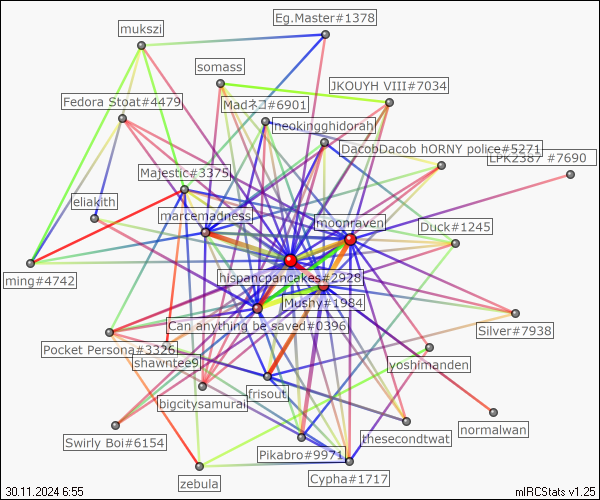 Eg.Master#1378
mukszi
somass
JKOUYH VIII#7034
Fedora Stoat#4479
Madネコ#6901
neokingghidorah
DacobDacob hORNY police#5271
LPK2387 #7690
Majestic#3375
eliakith
marcemadness
moonraven
Duck#1245
ming#4742
hispancpancakes#2928
Mushy#1984
Can anything be saved#0396
Silver#7938
Pocket Persona#3326
shawntee9
yoshimanden
frisout
bigcitysamurai
normalwan
Swirly Boi#6154
thesecondtwat
Pikabro#9971
Cypha#1717
zebula
30.11.2024 6:55
mIRCStats v1.25